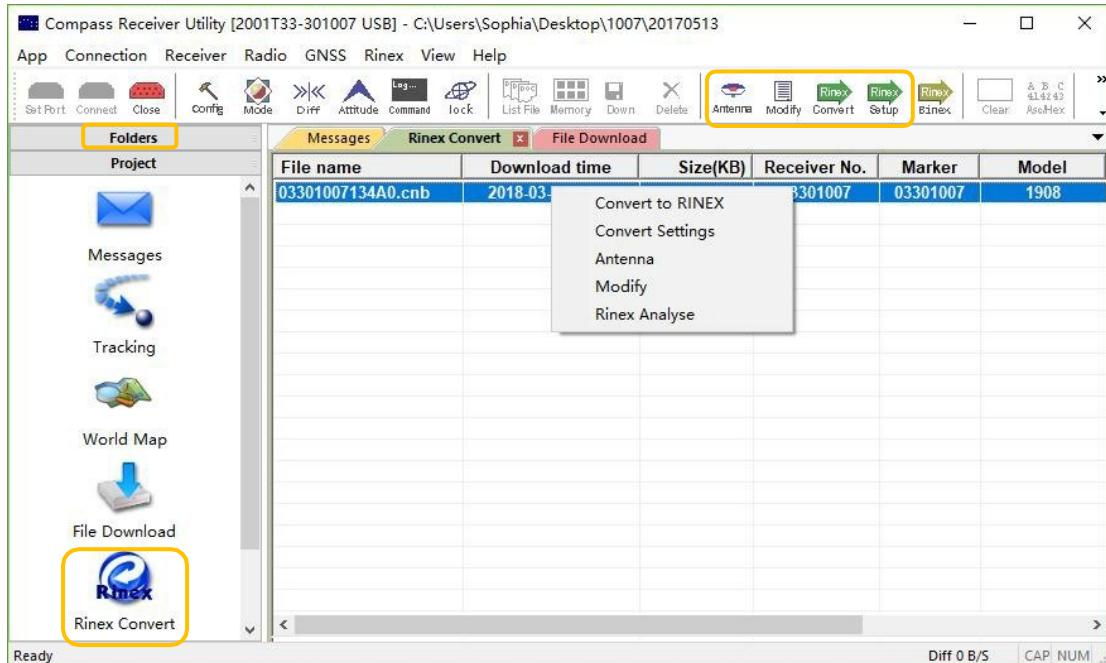 Compass Receiver Utility [2001T33-301007 USB] - C:\Users\Sophia\Desktop\1007\20170513
App Connection Receiver Radio GNSS Rinex View Help
Log... Rinex Rinex Rinex A B C
414243
Set Port Connect Close Config Mode Diff Attitude Command lock List File Memory Down Delete Antenna Modify Convert Setup Binex Clear Asc/Hex
Folders
Messages Rinex Convert File Download
Project
File name Download time Size(KB) Receiver No. Marker Model
03301007134A0.cnb 2018-03- 3301007 03301007 1908
Convert to RINEX
Convert Settings
Antenna
Modify
Rinex Analyse
Messages
Tracking
World Map
File Download
Rinex
Rinex Convert
Ready Diff 0 B/S CAP NUM